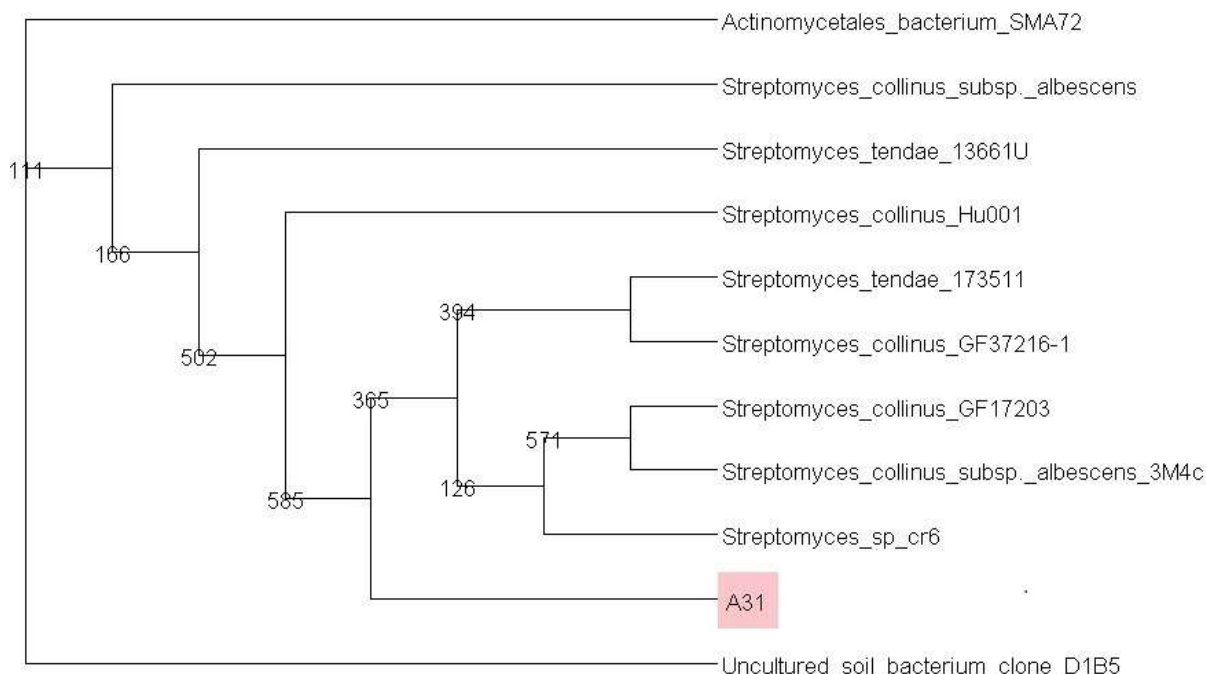 Actinomycetales_bacterium_SMA72
Streptomyces_collinus_subsp._albescens
Streptomyces_tendae_13661U
111
Streptomyces_collinus_Hu001
166
Streptomyces_tendae_173511
394
Streptomyces_collinus_GF37216-1
502
365
Streptomyces_collinus_GF17203
571
Streptomyces_collinus_subsp._albescens_3M4c
126
585
Streptomyces_sp_cr6
A31
Uncultured_soil_bacterium_clone_D1B5